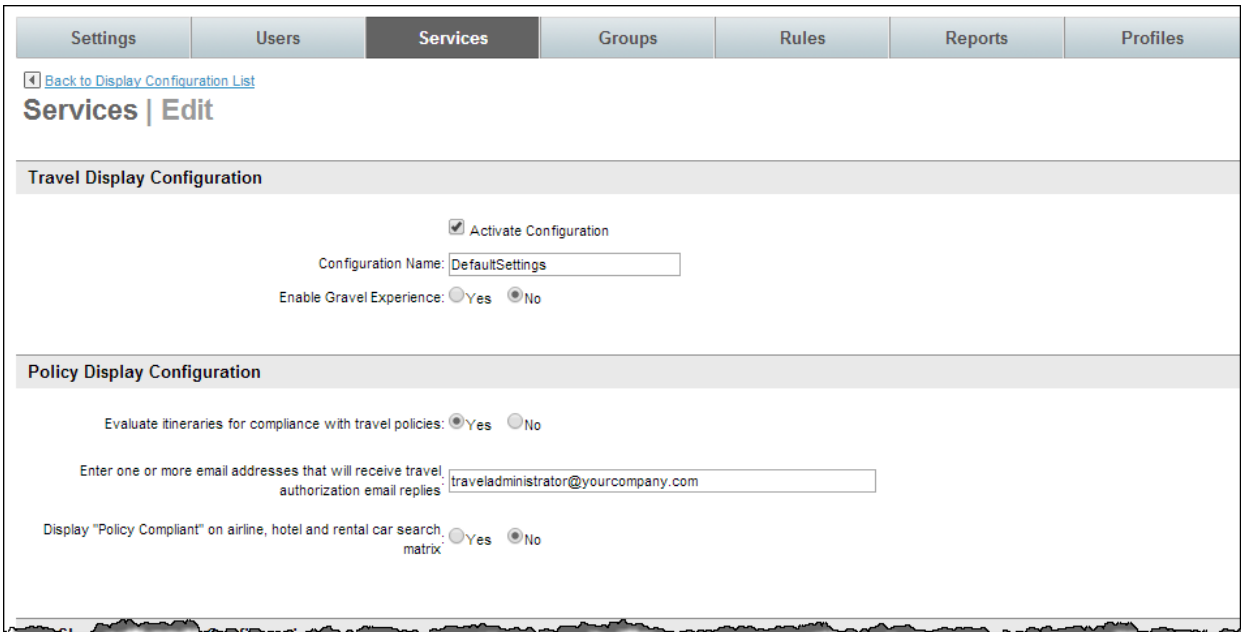 Settings Users Services Groups Rules Reports Profiles
Back to Display Configuration List
Services | Edit
Travel Display Configuration
Activate Configuration
Configuration Name: DefaultSettings
Enable Gravel Experience: Yes No
Policy Display Configuration
Evaluate itineraries for compliance with travel policies: Yes No
Enter one or more email addresses that will receive travel
authorization email replies: traveladministrator@yourcompany.com
Display "Policy Compliant" on airline, hotel and rental car search
matrix: Yes No